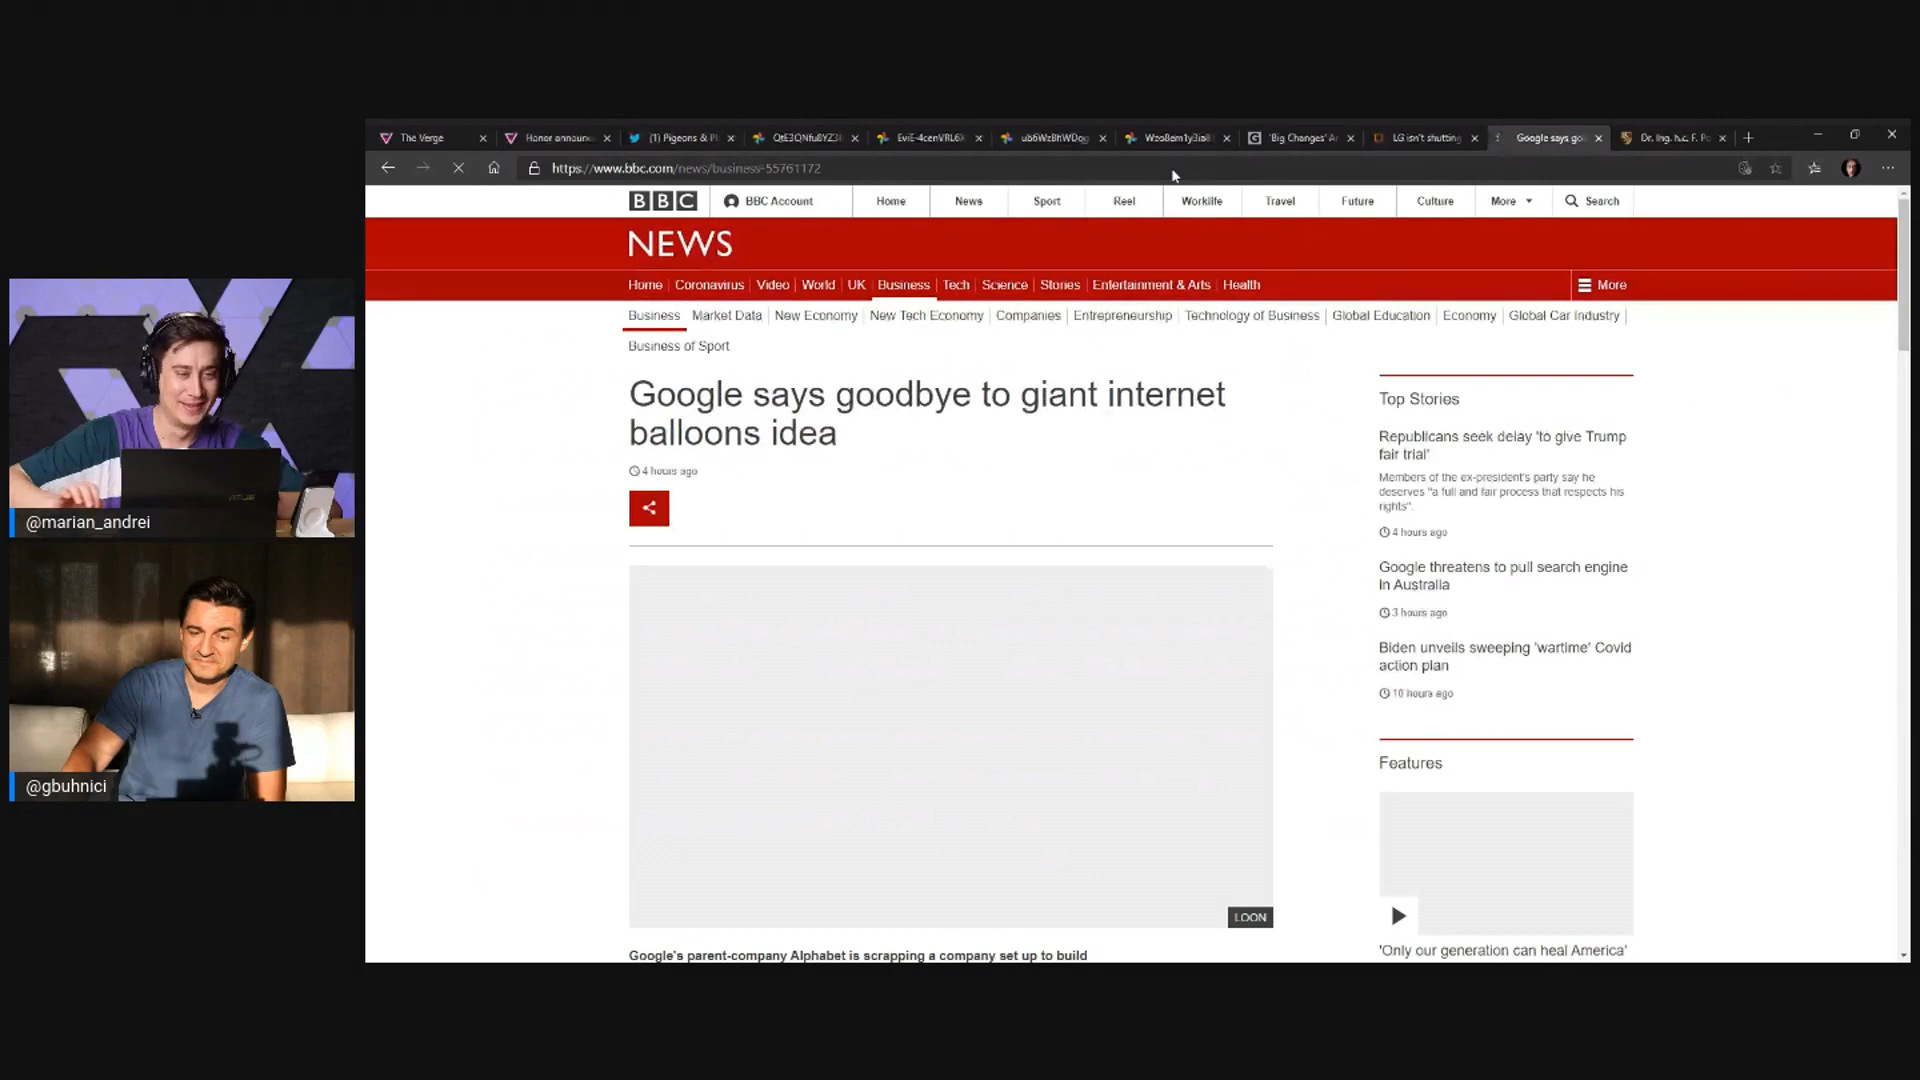 The Verge
Honor announc
(1) Pigeons & Pl
'Big Changes' A
LG isn't shutting
Google says go
Dr. Ing. h.c. F. Po
https://www.bbc.com/news/business-55761172
BBC
BBC Account
Home
News
Sport
Reel
Worklife
Travel
Future
Culture
More
Search
NEWS
Home
Coronavirus
Video
World
UK
Business
Tech
Science
Stories
Entertainment & Arts
Health
More
Business
Market Data
New Economy
New Tech Economy
Companies
Entrepreneurship
Technology of Business
Global Education
Economy
Global Car Industry
Business of Sport
Google says goodbye to giant internet
balloons idea
4 hours ago
LOON
Google's parent-company Alphabet is scrapping a company set up to build
Top Stories
Republicans seek delay 'to give Trump
fair trial'
Members of the ex-president's party say he
deserves "a full and fair process that respects his
rights".
4 hours ago
Google threatens to pull search engine
in Australia
3 hours ago
Biden unveils sweeping 'wartime' Covid
action plan
10 hours ago
Features
'Only our generation can heal America'
ASUS
@marian_andrei
@gbuhnici